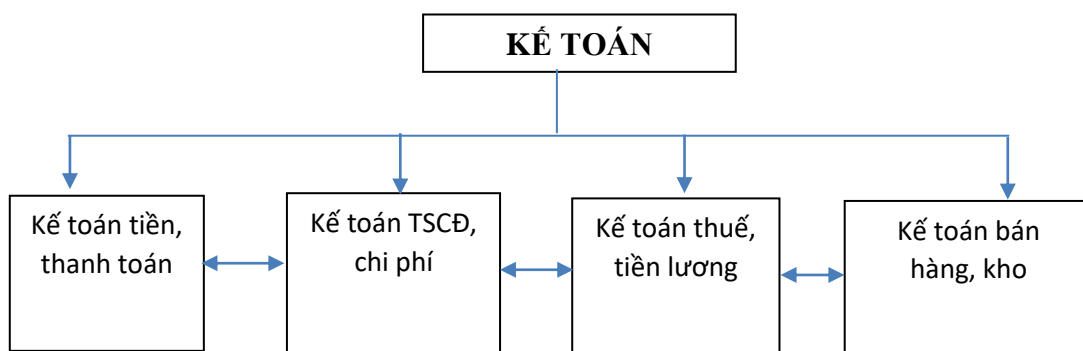 KẾ TOÁN
Kế toán tiền,
thanh toán
Kế toán TSCĐ,
chi phí
Kế toán thuế,
tiền lương
Kế toán bán
hàng, kho